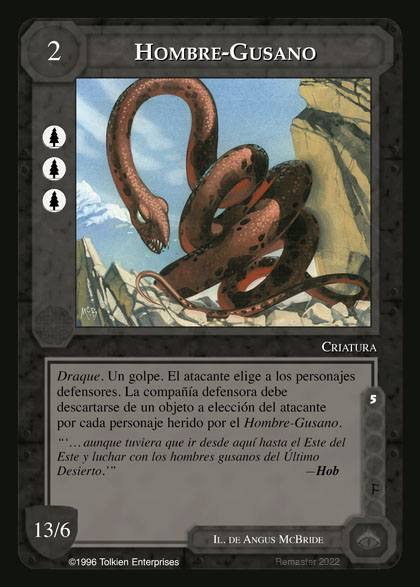 2
HOMBRE-GUSANO
McB
CRIATURA
Draque. Un golpe. El atacante elige a los personajes
defensores. La compañía defensora debe
descartarse de un objeto a elección del atacante
por cada personaje herido por el Hombre-Gusano.
“‘… aunque tuviera que ir desde aquí hasta el Este del
Este y luchar con los hombres gusanos del Último
Desierto.’” –Hob
5
F
13/6
IL. DE ANGUS MCBRIDE
©1996 Tolkien Enterprises
Remaster 2022